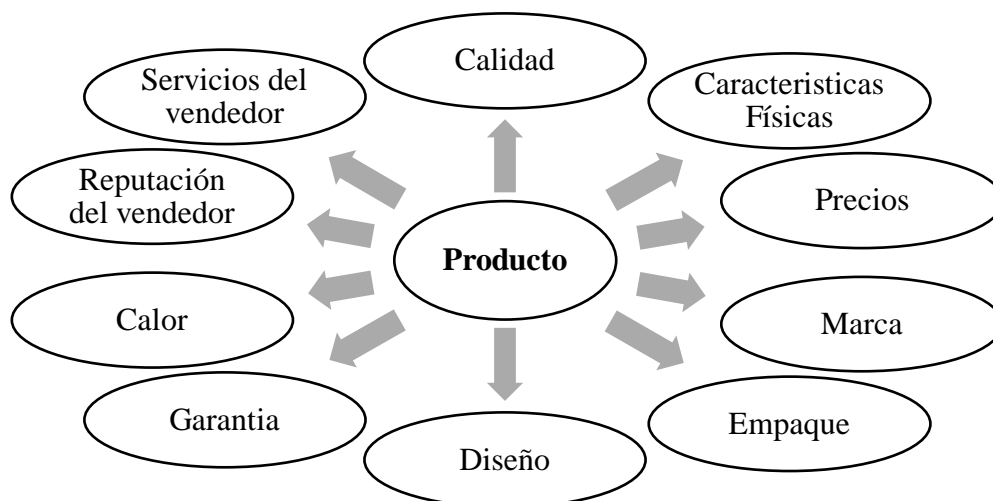 Calidad
Servicios del
vendedor
Caracteristicas
Físicas
Reputación
del vendedor
Precios
Producto
Calor
Marca
Garantia
Empaque
Diseño